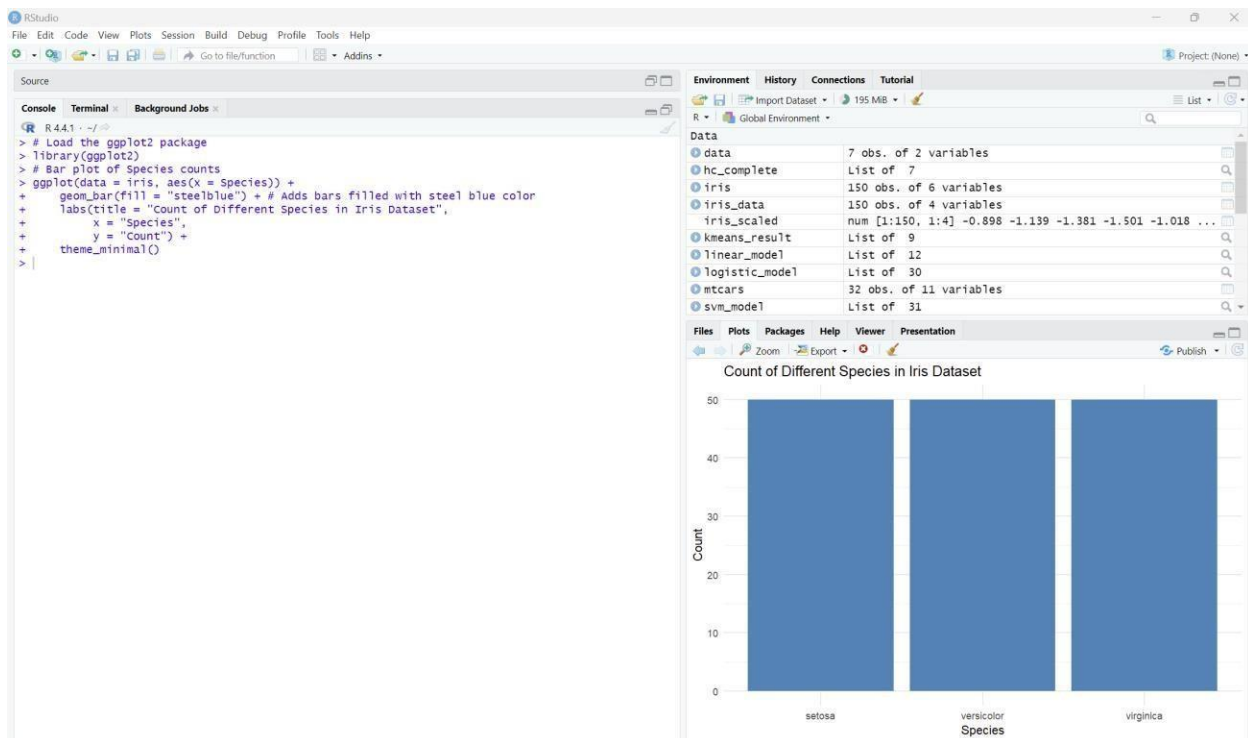 RStudio
File Edit Code View Plots Session Build Debug Profile Tools Help
Go to file/function Addins Project: (None)
Source
Console Terminal Background Jobs
R 4.4.1 · ~/
> # Load the ggplot2 package
> library(ggplot2)
> # Bar plot of Species counts
> ggplot(data = iris, aes(x = Species)) +
+     geom_bar(fill = "steelblue") + # Adds bars filled with steel blue color
+     labs(title = "Count of Different Species in Iris Dataset",
+          x = "Species",
+          y = "Count") +
+     theme_minimal()
>
Environment History Connections Tutorial
Import Dataset 195 MiB List
R Global Environment
Data
data 7 obs. of 2 variables
hc_complete List of 7
iris 150 obs. of 6 variables
iris_data 150 obs. of 4 variables
iris_scaled num [1:150, 1:4] -0.898 -1.139 -1.381 -1.501 -1.018 ...
kmeans_result List of 9
linear_model List of 12
logistic_model List of 30
mtcars 32 obs. of 11 variables
svm_model List of 31
Files Plots Packages Help Viewer Presentation
Zoom Export Publish
Count of Different Species in Iris Dataset
50
40
30
20
10
0
Count
setosa versicolor virginica
Species